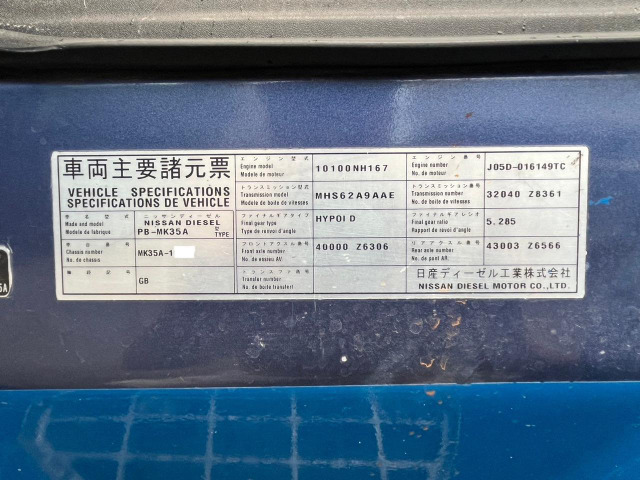 車両主要諸元票
VEHICLE SPECIFICATIONS
SPECIFICATIONS DE VEHICLE
車名型式 ニッサンディーゼル
Made and model NISSAN DIESEL 型
Modele de fabrique PB-MK35A 式 TYPE
車台番号
Chassis number MK35A-1
No. de chassis
GB
エンジン型式
Engine model 10100NH167
Modele de moteur
トランスミッション型式
Transmission model MHS62A9AAE
Modele de boite de vitesses
ファイナルギアタイプ
Final gear type HYPOI D
Type de renvoi d'angle
フロントアクスル番号
Front axle number 40000 Z6306
No. de essieu AV
トランスファ番号
Transfer number
No. de boite transfert
エンジン番号
Engine number J05D-016149TC
No. de moteur
トランスミッション番号
Transmission number 32040 Z8361
No. de boite de vitesses
ファイナルギアレシオ
Final gear ratio 5.285
Rapport de renvoi d'angle
リアアクスル番号
Rear axle number 43003 Z6566
No. de pont AR.
日産ディーゼル工業株式会社
NISSAN DIESEL MOTOR CO.,LTD.
5A